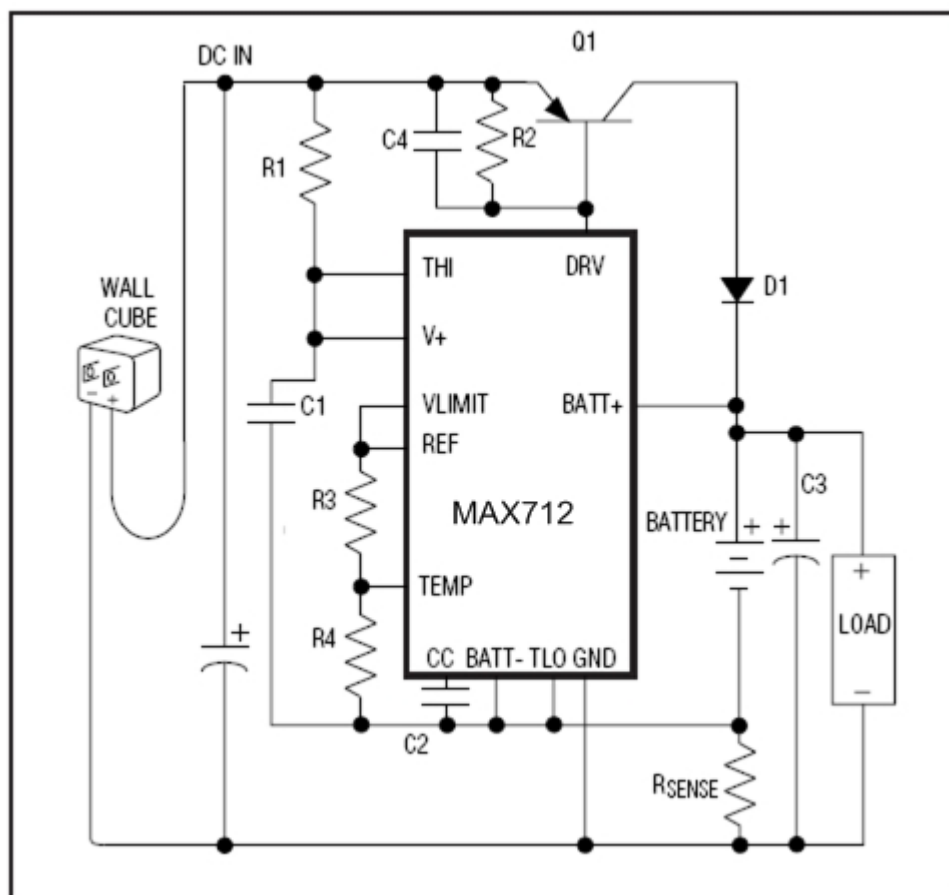 Q1
DC IN
C4
R2
R1
THI
DRV
D1
WALL
CUBE
V+
C1
VLIMIT
BATT+
REF
R3
MAX712
BATTERY
+
+
C3
- +
TEMP
+
LOAD
-
R4
+
CC BATT- TLO GND
C2
RSENSE